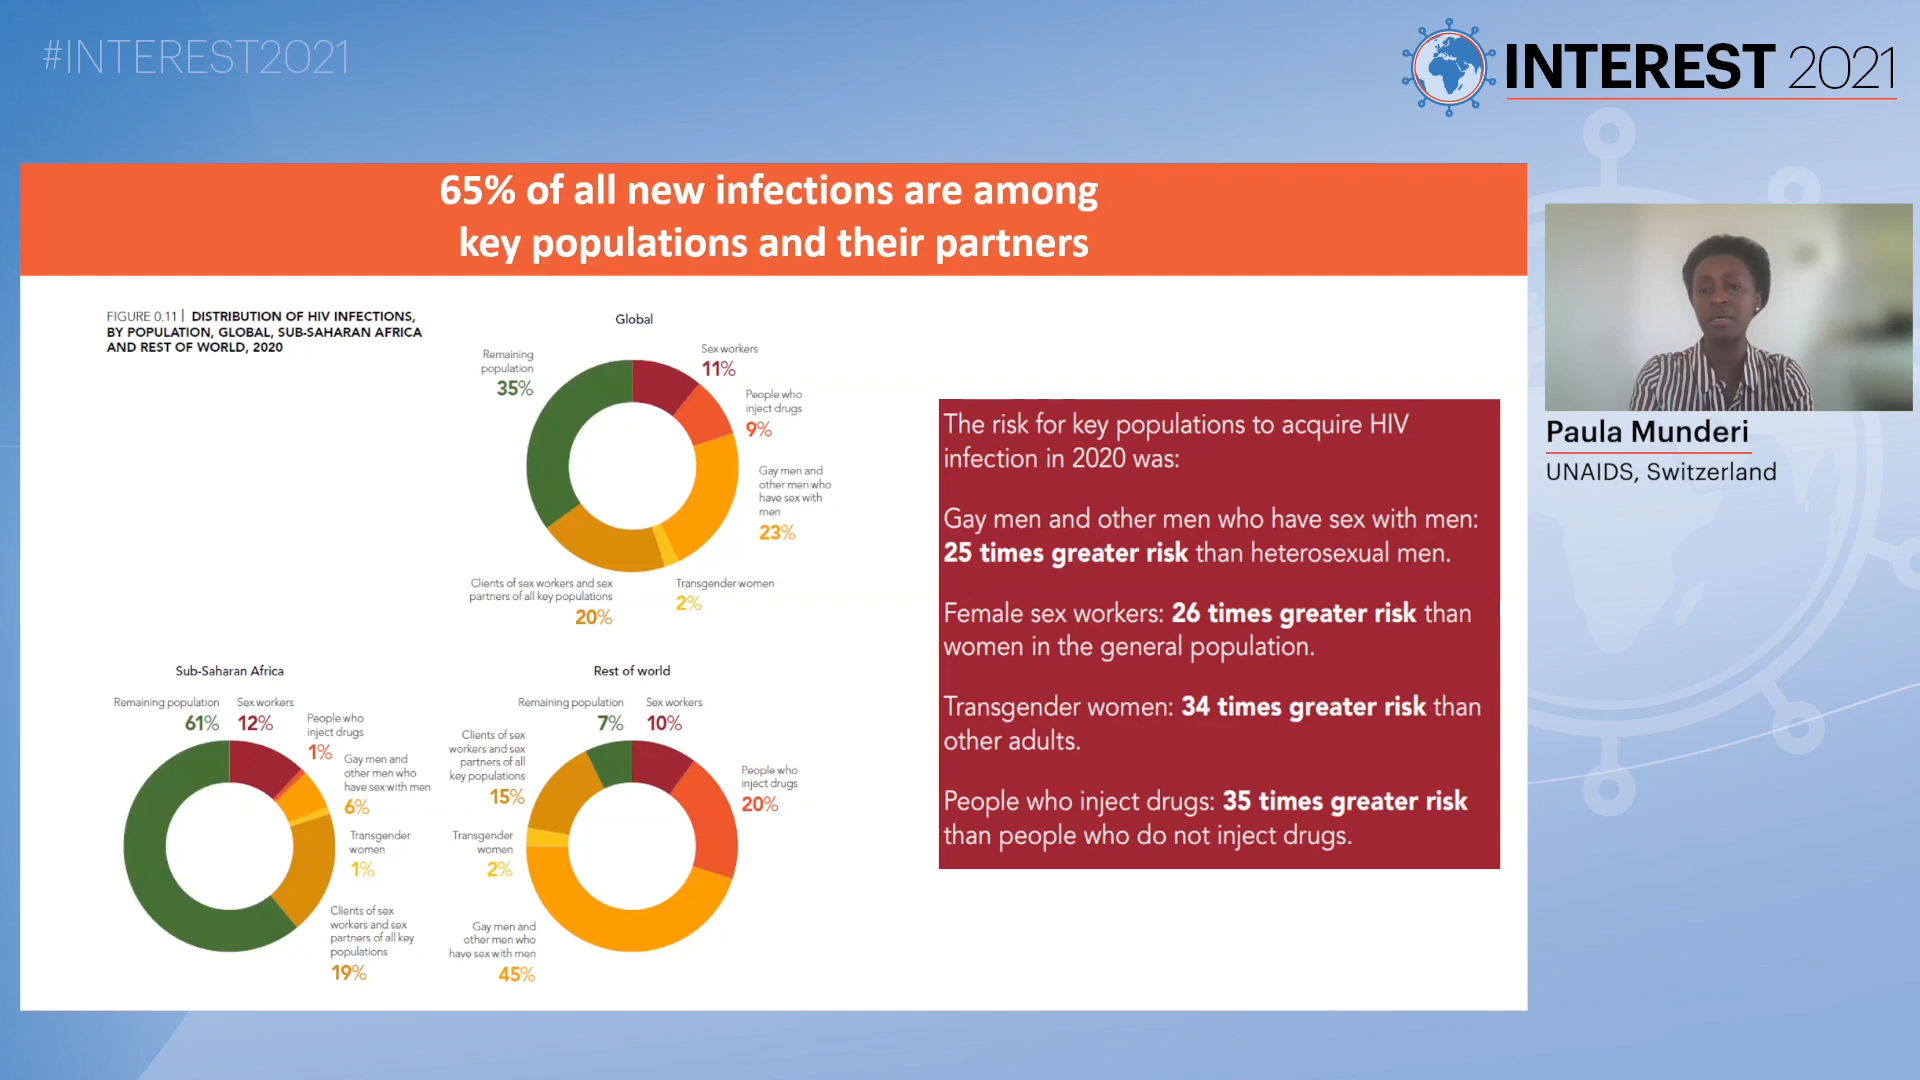 #INTEREST2021
INTEREST 2021
65% of all new infections are among
key populations and their partners
FIGURE 0.11 | DISTRIBUTION OF HIV INFECTIONS,
BY POPULATION, GLOBAL, SUB-SAHARAN AFRICA
AND REST OF WORLD, 2020
Global
Remaining
population
35%
Sex workers
11%
People who
inject drugs
9%
Gay men and
other men who
have sex with
men
23%
Transgender women
2%
Clients of sex workers and sex
partners of all key populations
20%
Sub-Saharan Africa
Remaining population
61%
Sex workers
12%
People who
inject drugs
1%
Gay men and
other men who
have sex with men
6%
Transgender
women
1%
Clients of sex
workers and sex
partners of all key
populations
19%
Rest of world
Remaining population
7%
Sex workers
10%
People who
inject drugs
20%
Gay men and
other men who
have sex with men
45%
Transgender
women
2%
Clients of sex
workers and sex
partners of all
key populations
15%
The risk for key populations to acquire HIV
infection in 2020 was:
Gay men and other men who have sex with men:
25 times greater risk than heterosexual men.
Female sex workers: 26 times greater risk than
women in the general population.
Transgender women: 34 times greater risk than
other adults.
People who inject drugs: 35 times greater risk
than people who do not inject drugs.
Paula Munderi
UNAIDS, Switzerland